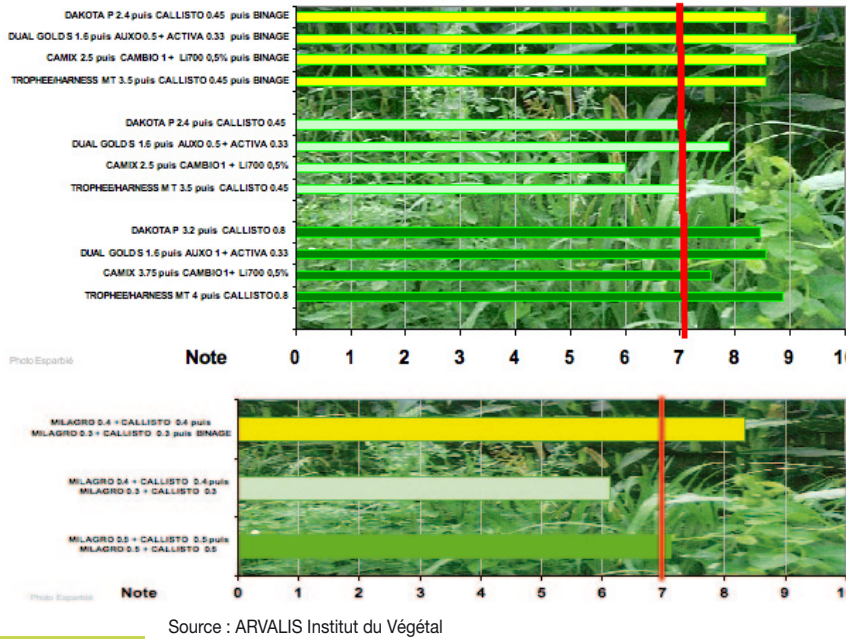 DAKOTA P 2.4 puis CALLISTO 0.45 puis BINAGE
DUAL GOLD S 1.6 puis AUXO 0.5 + ACTIVA 0.33 puis BINAGE
CAMIX 2.5 puis CAMBIO 1 + Li700 0,5% puis BINAGE
TROPHEE/HARNESS MT 3.5 puis CALLISTO 0.45 puis BINAGE
DAKOTA P 2.4 puis CALLISTO 0.45
DUAL GOLD S 1.6 puis AUXO 0.5 + ACTIVA 0.33
CAMIX 2.5 puis CAMBIO 1 + Li700 0,5%
TROPHEE/HARNESS MT 3.5 puis CALLISTO 0.45
DAKOTA P 3.2 puis CALLISTO 0.8
DUAL GOLD S 1.6 puis AUXO 1 + ACTIVA 0.33
CAMIX 3.75 puis CAMBIO 1 + Li700 0,5%
TROPHEE/HARNESS MT 4 puis CALLISTO 0.8
Photo Esparbié Note 0 1 2 3 4 5 6 7 8 9 10
MILAGRO 0.4 + CALLISTO 0.4 puis
MILAGRO 0.3 + CALLISTO 0.3 puis BINAGE
MILAGRO 0.4 + CALLISTO 0.4 puis
MILAGRO 0.3 + CALLISTO 0.3
MILAGRO 0.5 + CALLISTO 0.5 puis
MILAGRO 0.5 + CALLISTO 0.5
Photo Esparbié Note 0 1 2 3 4 5 6 7 8 9 10
Source : ARVALIS Institut du Végétal